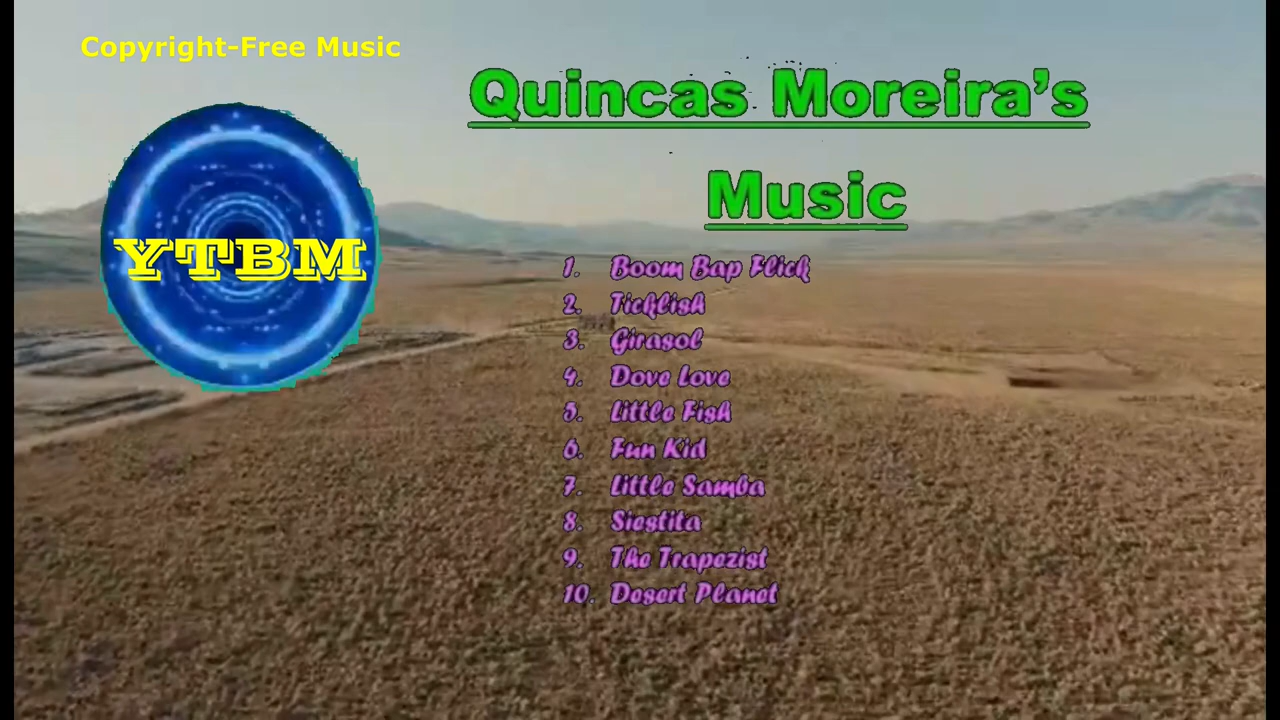 Copyright-Free Music
Quincas Moreira's
Music
YTBM
1. Boom Bap Flick
2. Ticklish
3. Girasol
4. Dove Love
5. Little Fish
6. Fun Kid
7. Little Samba
8. Siestita
9. The Trapezist
10. Desert Planet